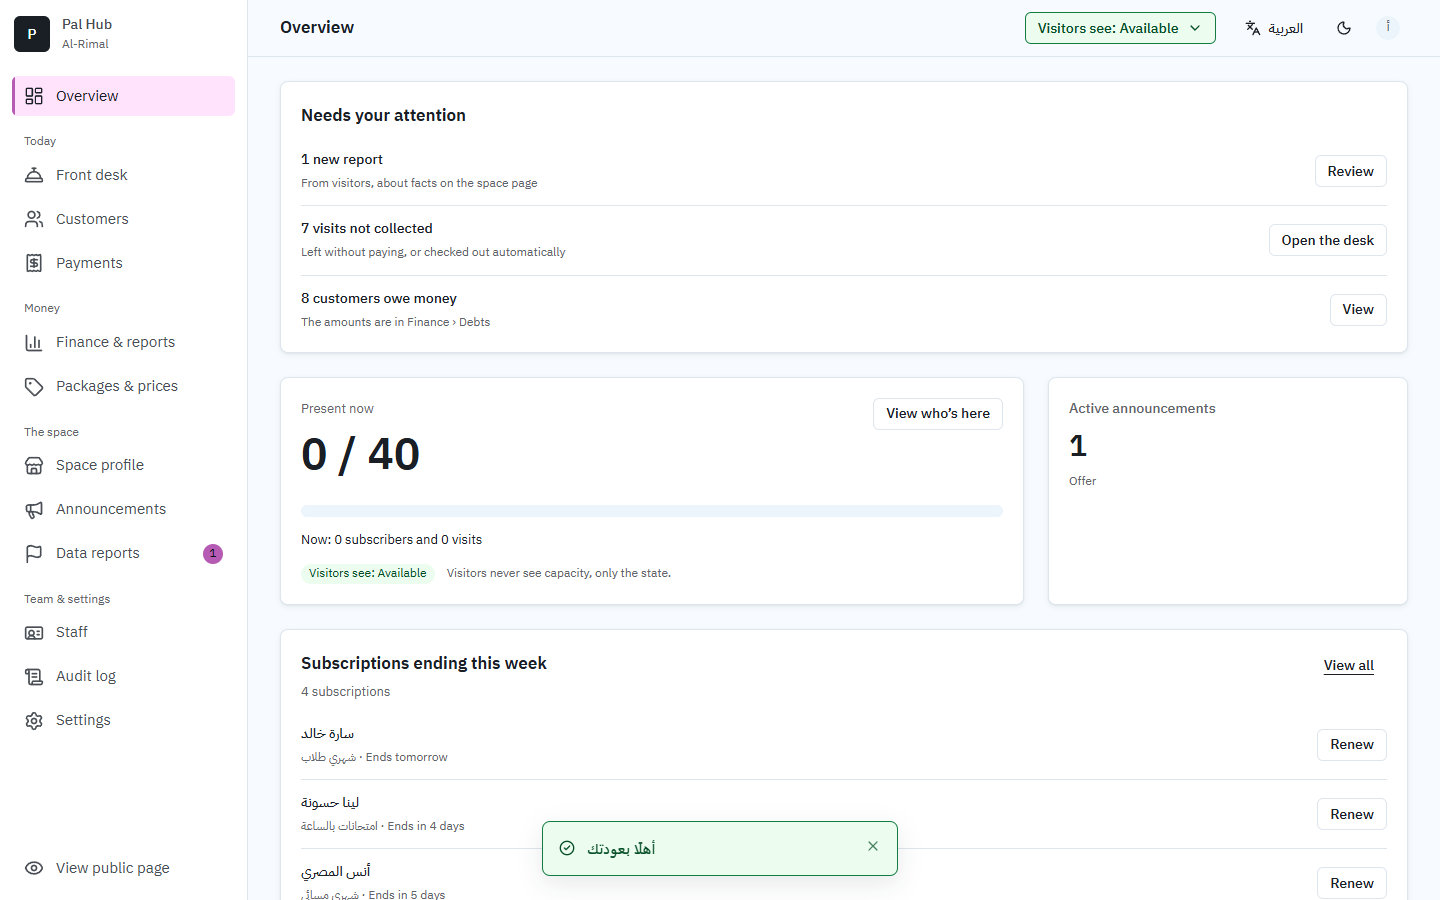 P
Pal Hub
Al-Rimal
Overview
Today
Front desk
Customers
Payments
Money
Finance & reports
Packages & prices
The space
Space profile
Announcements
Data reports
1
Team & settings
Staff
Audit log
Settings
View public page
Overview
Visitors see: Available
العربية
أ
Needs your attention
1 new report
From visitors, about facts on the space page
Review
7 visits not collected
Left without paying, or checked out automatically
Open the desk
8 customers owe money
The amounts are in Finance › Debts
View
Present now
View who’s here
0 / 40
Now: 0 subscribers and 0 visits
Visitors see: Available
Visitors never see capacity, only the state.
Active announcements
1
Offer
Subscriptions ending this week
View all
4 subscriptions
سارة خالد
شهري طلاب · Ends tomorrow
Renew
لينا حسونة
امتحانات بالساعة · Ends in 4 days
Renew
أنس المصري
شهري مسائي · Ends in 5 days
Renew
أهلًا بعودتك